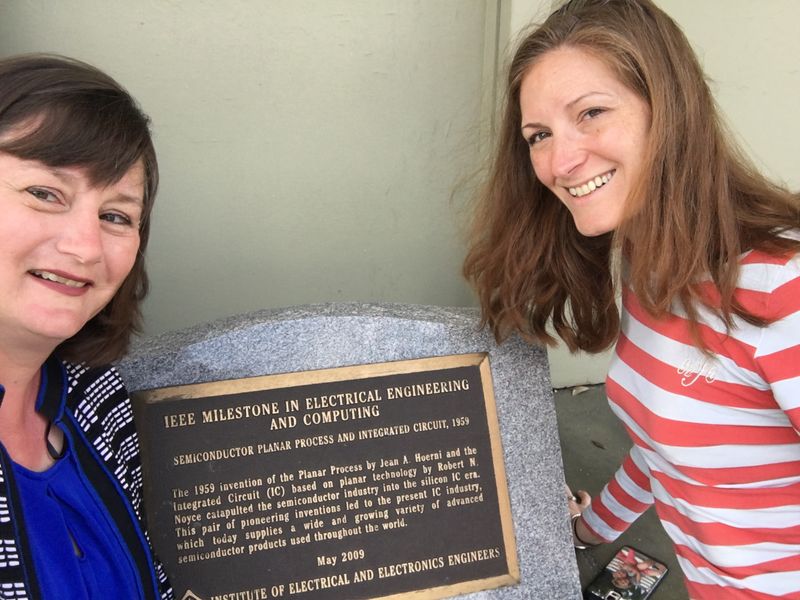 IEEE MILESTONE IN ELECTRICAL ENGINEERING
AND COMPUTING
SEMICONDUCTOR PLANAR PROCESS AND INTEGRATED CIRCUIT, 1959
The 1959 invention of the Planar Process by Jean A. Hoerni and the
Integrated Circuit (IC) based on planar technology by Robert N.
Noyce catapulted the semiconductor industry into the silicon IC era.
This pair of pioneering inventions led to the present IC industry,
which today supplies a wide and growing variety of advanced
semiconductor products used throughout the world.
May 2009
INSTITUTE OF ELECTRICAL AND ELECTRONICS ENGINEERS